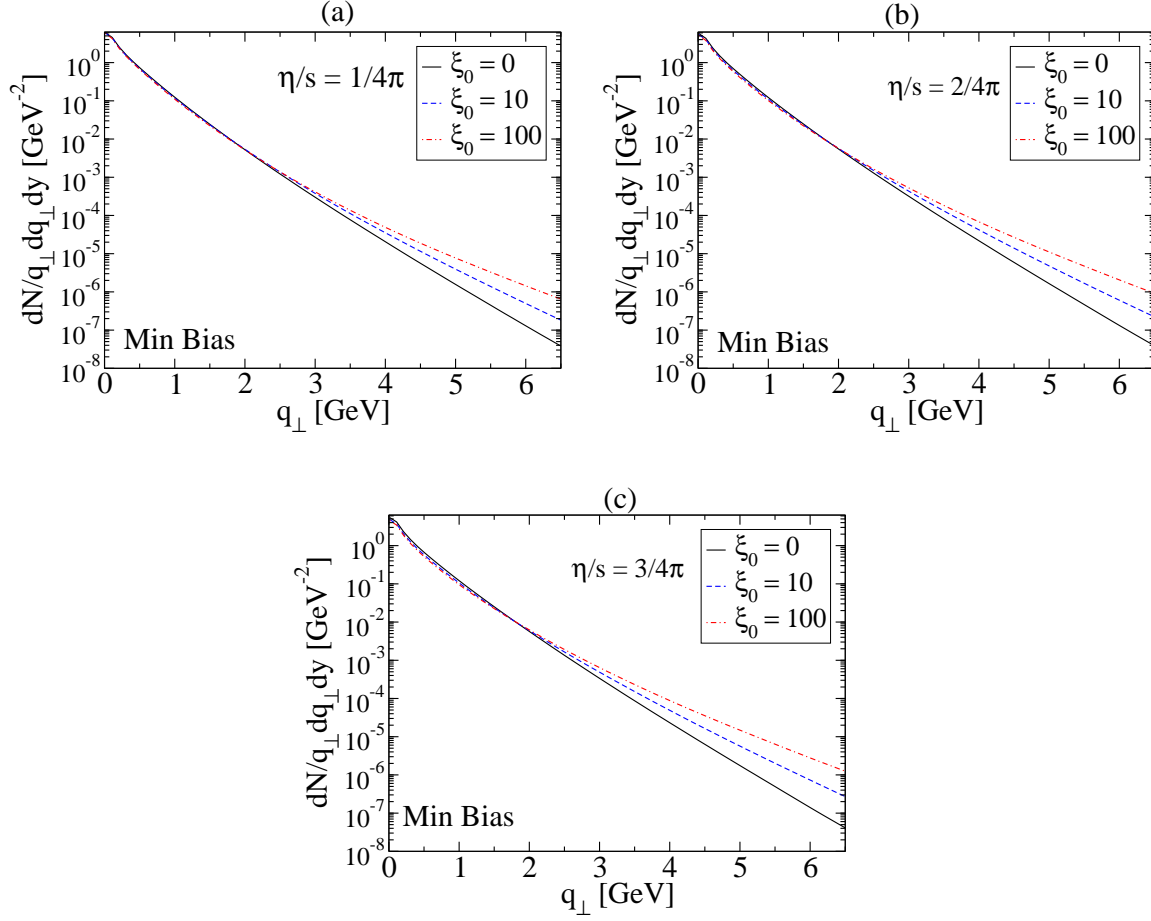 (a)
dN/q⊥dq⊥dy [GeV⁻²]
10⁰
10⁻¹
10⁻²
10⁻³
10⁻⁴
10⁻⁵
10⁻⁶
10⁻⁷
10⁻⁸
η/s = 1/4π
ξ₀ = 0
ξ₀ = 10
ξ₀ = 100
Min Bias
0 1 2 3 4 5 6
q⊥ [GeV]
(b)
dN/q⊥dq⊥dy [GeV⁻²]
10⁰
10⁻¹
10⁻²
10⁻³
10⁻⁴
10⁻⁵
10⁻⁶
10⁻⁷
10⁻⁸
η/s = 2/4π
ξ₀ = 0
ξ₀ = 10
ξ₀ = 100
Min Bias
0 1 2 3 4 5 6
q⊥ [GeV]
(c)
dN/q⊥dq⊥dy [GeV⁻²]
10⁰
10⁻¹
10⁻²
10⁻³
10⁻⁴
10⁻⁵
10⁻⁶
10⁻⁷
10⁻⁸
η/s = 3/4π
ξ₀ = 0
ξ₀ = 10
ξ₀ = 100
Min Bias
0 1 2 3 4 5 6
q⊥ [GeV]